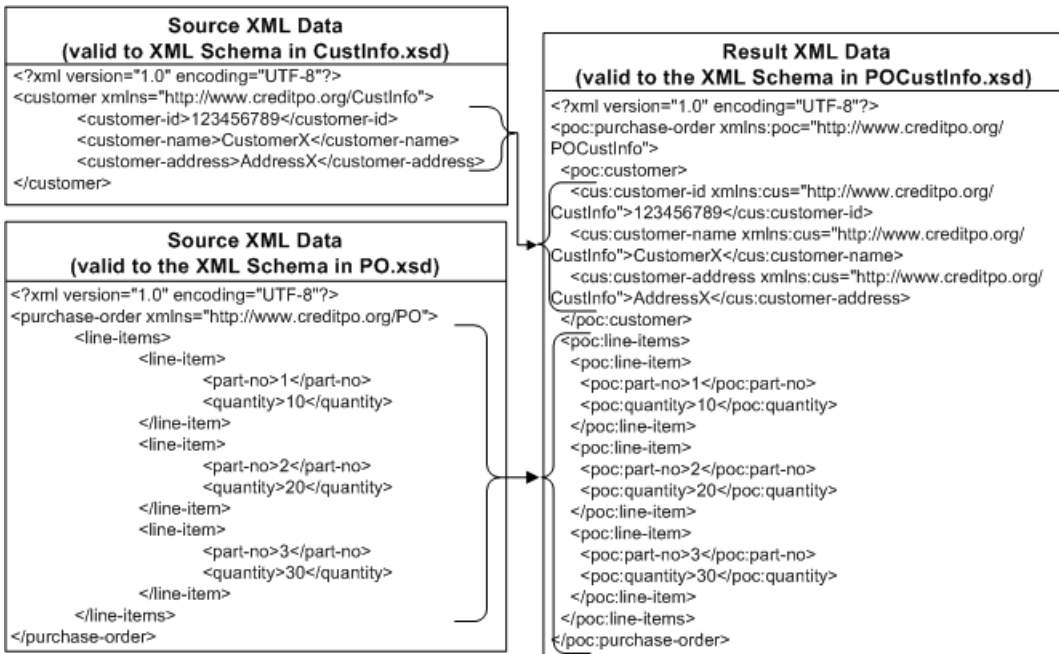 Source XML Data
(valid to XML Schema in CustInfo.xsd)
<?xml version="1.0" encoding="UTF-8"?>
<customer xmlns="http://www.creditpo.org/CustInfo">
<customer-id>123456789</customer-id>
<customer-name>CustomerX</customer-name>
<customer-address>AddressX</customer-address>
</customer>
Source XML Data
(valid to the XML Schema in PO.xsd)
<?xml version="1.0" encoding="UTF-8"?>
<purchase-order xmlns="http://www.creditpo.org/PO">
<line-items>
<line-item>
<part-no>1</part-no>
<quantity>10</quantity>
</line-item>
<line-item>
<part-no>2</part-no>
<quantity>20</quantity>
</line-item>
<line-item>
<part-no>3</part-no>
<quantity>30</quantity>
</line-item>
</line-items>
</purchase-order>
Result XML Data
(valid to the XML Schema in POCustInfo.xsd)
<?xml version="1.0" encoding="UTF-8"?>
<poc:purchase-order xmlns:poc="http://www.creditpo.org/
POCustInfo">
<poc:customer>
<cus:customer-id xmlns:cus="http://www.creditpo.org/
CustInfo">123456789</cus:customer-id>
<cus:customer-name xmlns:cus="http://www.creditpo.org/
CustInfo">CustomerX</cus:customer-name>
<cus:customer-address xmlns:cus="http://www.creditpo.org/
CustInfo">AddressX</cus:customer-address>
</poc:customer>
<poc:line-items>
<poc:line-item>
<poc:part-no>1</poc:part-no>
<poc:quantity>10</poc:quantity>
</poc:line-item>
<poc:line-item>
<poc:part-no>2</poc:part-no>
<poc:quantity>20</poc:quantity>
</poc:line-item>
<poc:line-item>
<poc:part-no>3</poc:part-no>
<poc:quantity>30</poc:quantity>
</poc:line-item>
</poc:line-items>
</poc:purchase-order>